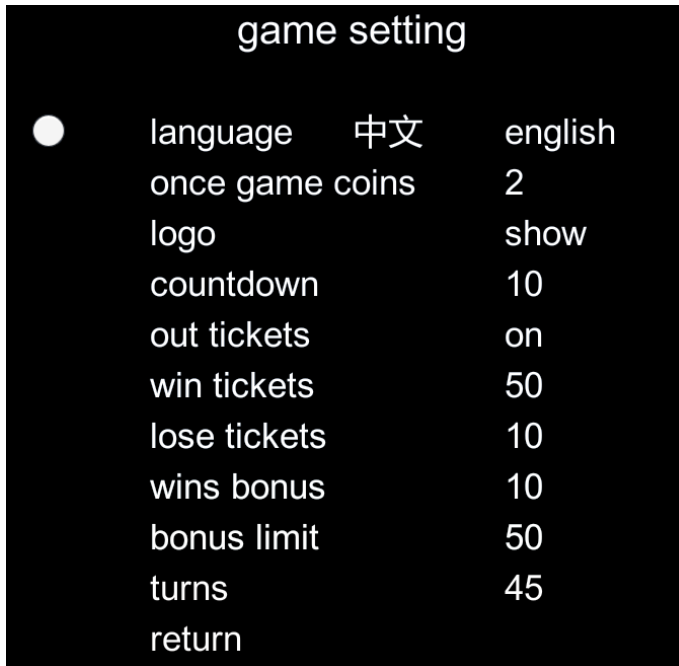 game setting
language 中文 english
once game coins 2
logo show
countdown 10
out tickets on
win tickets 50
lose tickets 10
wins bonus 10
bonus limit 50
turns 45
return